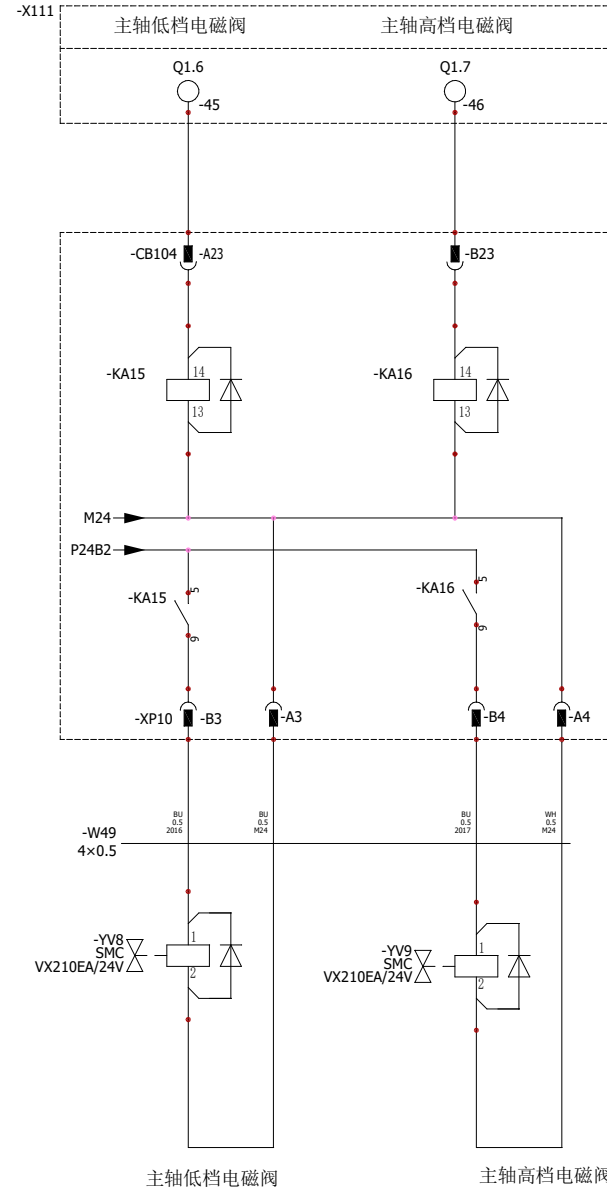 -X111
主轴低档电磁阀 主轴高档电磁阀
Q1.6 Q1.7
-45 -46
-CB104 -A23 -B23
-KA15 14 -KA16 14
13 13
M24
P24B2
-KA15 5 -KA16 5
9 9
-XP10 -B3 -A3 -B4 -A4
BU BU BU WH
0.5 0.5 0.5 0.5
2016 M24 2017 M24
-W49
4×0.5
-YV8 1 -YV9 1
SMC SMC
VX210EA/24V 2 VX210EA/24V 2
主轴低档电磁阀 主轴高档电磁阀